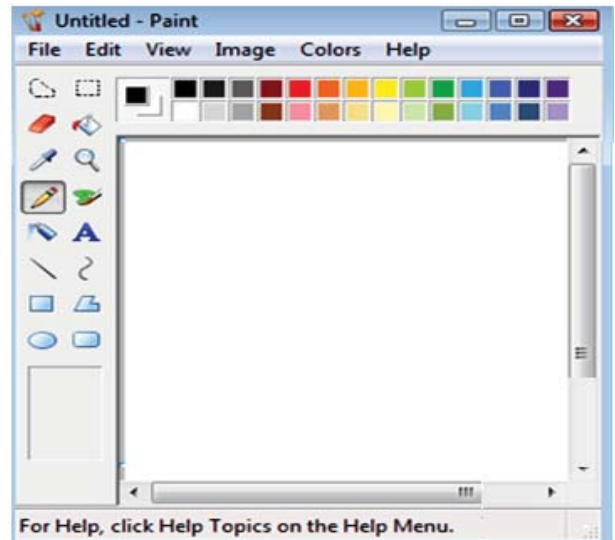 Untitled - Paint
File Edit View Image Colors Help
A
For Help, click Help Topics on the Help Menu.